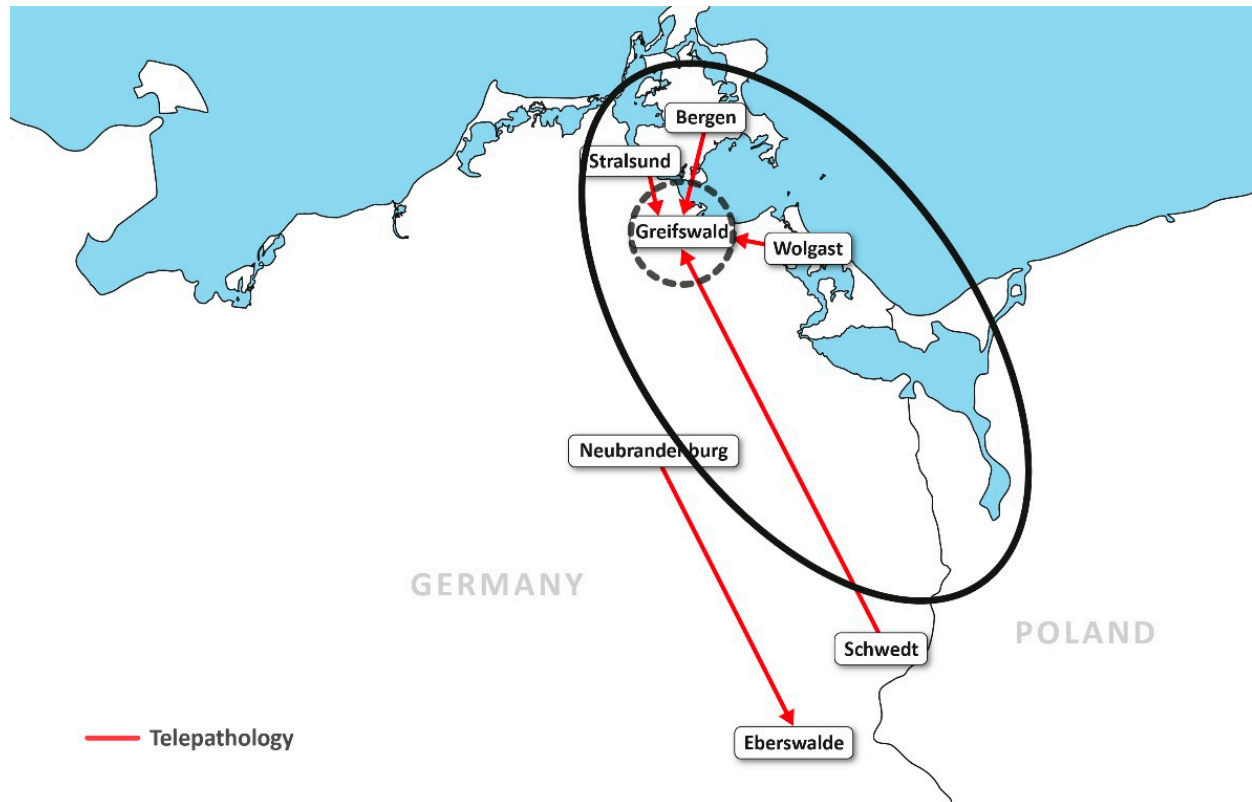 Bergen
Stralsund
Greifswald
Wolgast
Neubrandenburg
GERMANY
POLAND
Schwedt
Eberswalde
Telepathology